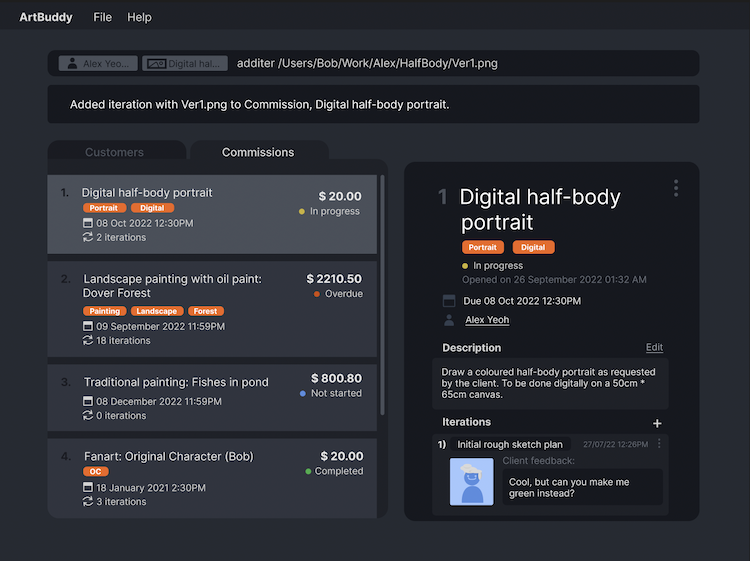 ArtBuddy File Help
Alex Yeo... Digital hal... additer /Users/Bob/Work/Alex/HalfBody/Ver1.png
Added iteration with Ver1.png to Commission, Digital half-body portrait.
Customers Commissions
1. Digital half-body portrait $ 20.00
Portrait Digital In progress
08 Oct 2022 12:30PM
2 iterations
2. Landscape painting with oil paint: $ 2210.50
Dover Forest Overdue
Painting Landscape Forest
09 September 2022 11:59PM
18 iterations
3. Traditional painting: Fishes in pond $ 800.80
08 December 2022 11:59PM Not started
0 iterations
4. Fanart: Original Character (Bob) $ 20.00
OC Completed
18 January 2021 2:30PM
3 iterations
1 Digital half-body
portrait
Portrait Digital
In progress
Opened on 26 September 2022 01:32 AM
Due 08 Oct 2022 12:30PM
Alex Yeoh
Description Edit
Draw a coloured half-body portrait as requested
by the client. To be done digitally on a 50cm *
65cm canvas.
Iterations +
1) Initial rough sketch plan 27/07/22 12:26PM
Client feedback:
Cool, but can you make me
green instead?